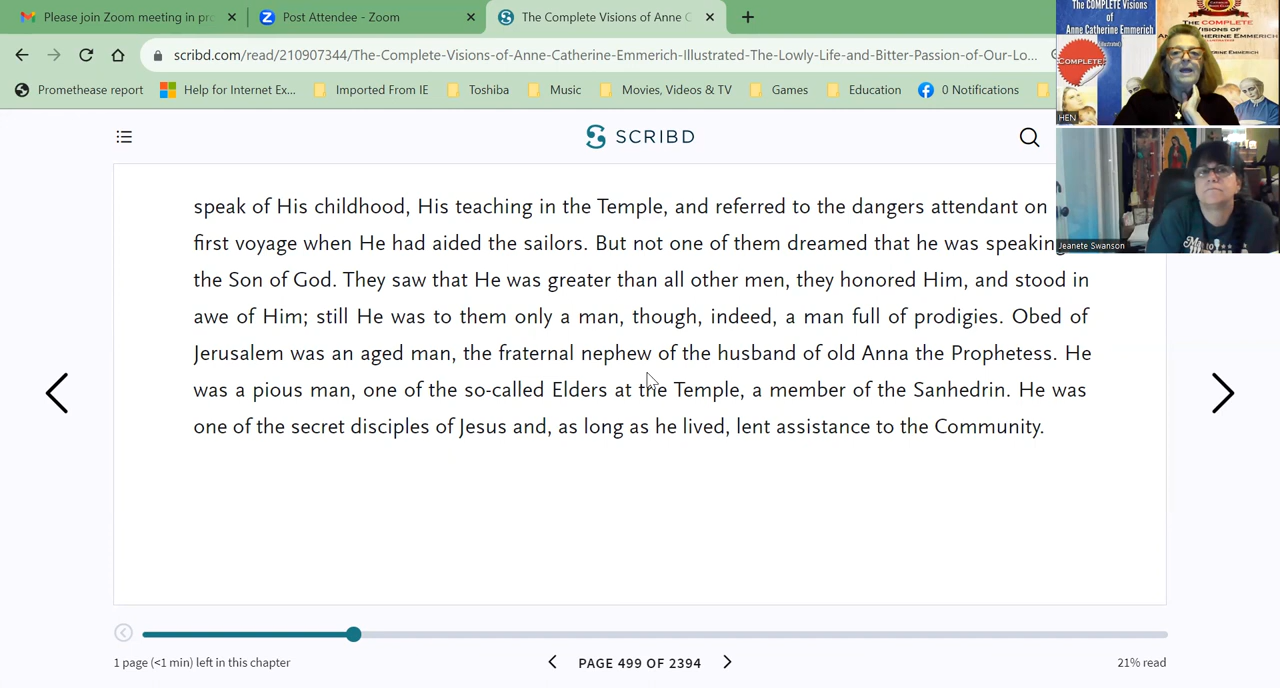 Please join Zoom meeting in pro
Post Attendee - Zoom
The Complete Visions of Anne C
scribd.com/read/210907344/The-Complete-Visions-of-Anne-Catherine-Emmerich-Illustrated-The-Lowly-Life-and-Bitter-Passion-of-Our-Lo...
Promethease report
Help for Internet Ex...
Imported From IE
Toshiba
Music
Movies, Videos & TV
Games
Education
0 Notifications
The COMPLETE Visions
of
Anne Catherine Emmerich
COMPLETE!
The COMPLETE
VISIONS OF
HEN
Jeanete Swanson
SCRIBD
speak of His childhood, His teaching in the Temple, and referred to the dangers attendant on
first voyage when He had aided the sailors. But not one of them dreamed that he was speaking
the Son of God. They saw that He was greater than all other men, they honored Him, and stood in
awe of Him; still He was to them only a man, though, indeed, a man full of prodigies. Obed of
Jerusalem was an aged man, the fraternal nephew of the husband of old Anna the Prophetess. He
was a pious man, one of the so-called Elders at the Temple, a member of the Sanhedrin. He was
one of the secret disciples of Jesus and, as long as he lived, lent assistance to the Community.
1 page (<1 min) left in this chapter
PAGE 499 OF 2394
21% read